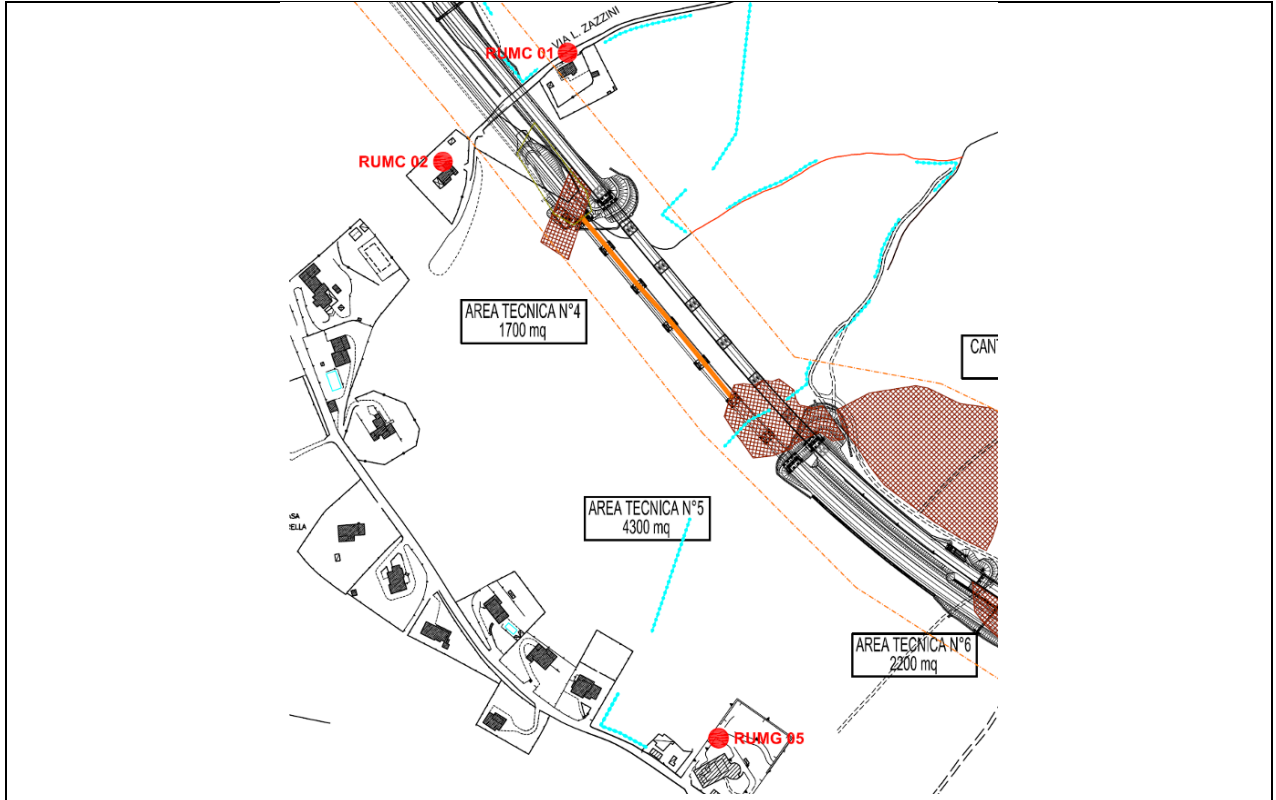 VIA L. ZAZZINI
RUMC 01
RUMC 02
AREA TECNICA N°4
1700 mq
CANT
AREA TECNICA N°5
4300 mq
AREA TECNICA N°6
2200 mq
RUMG 05